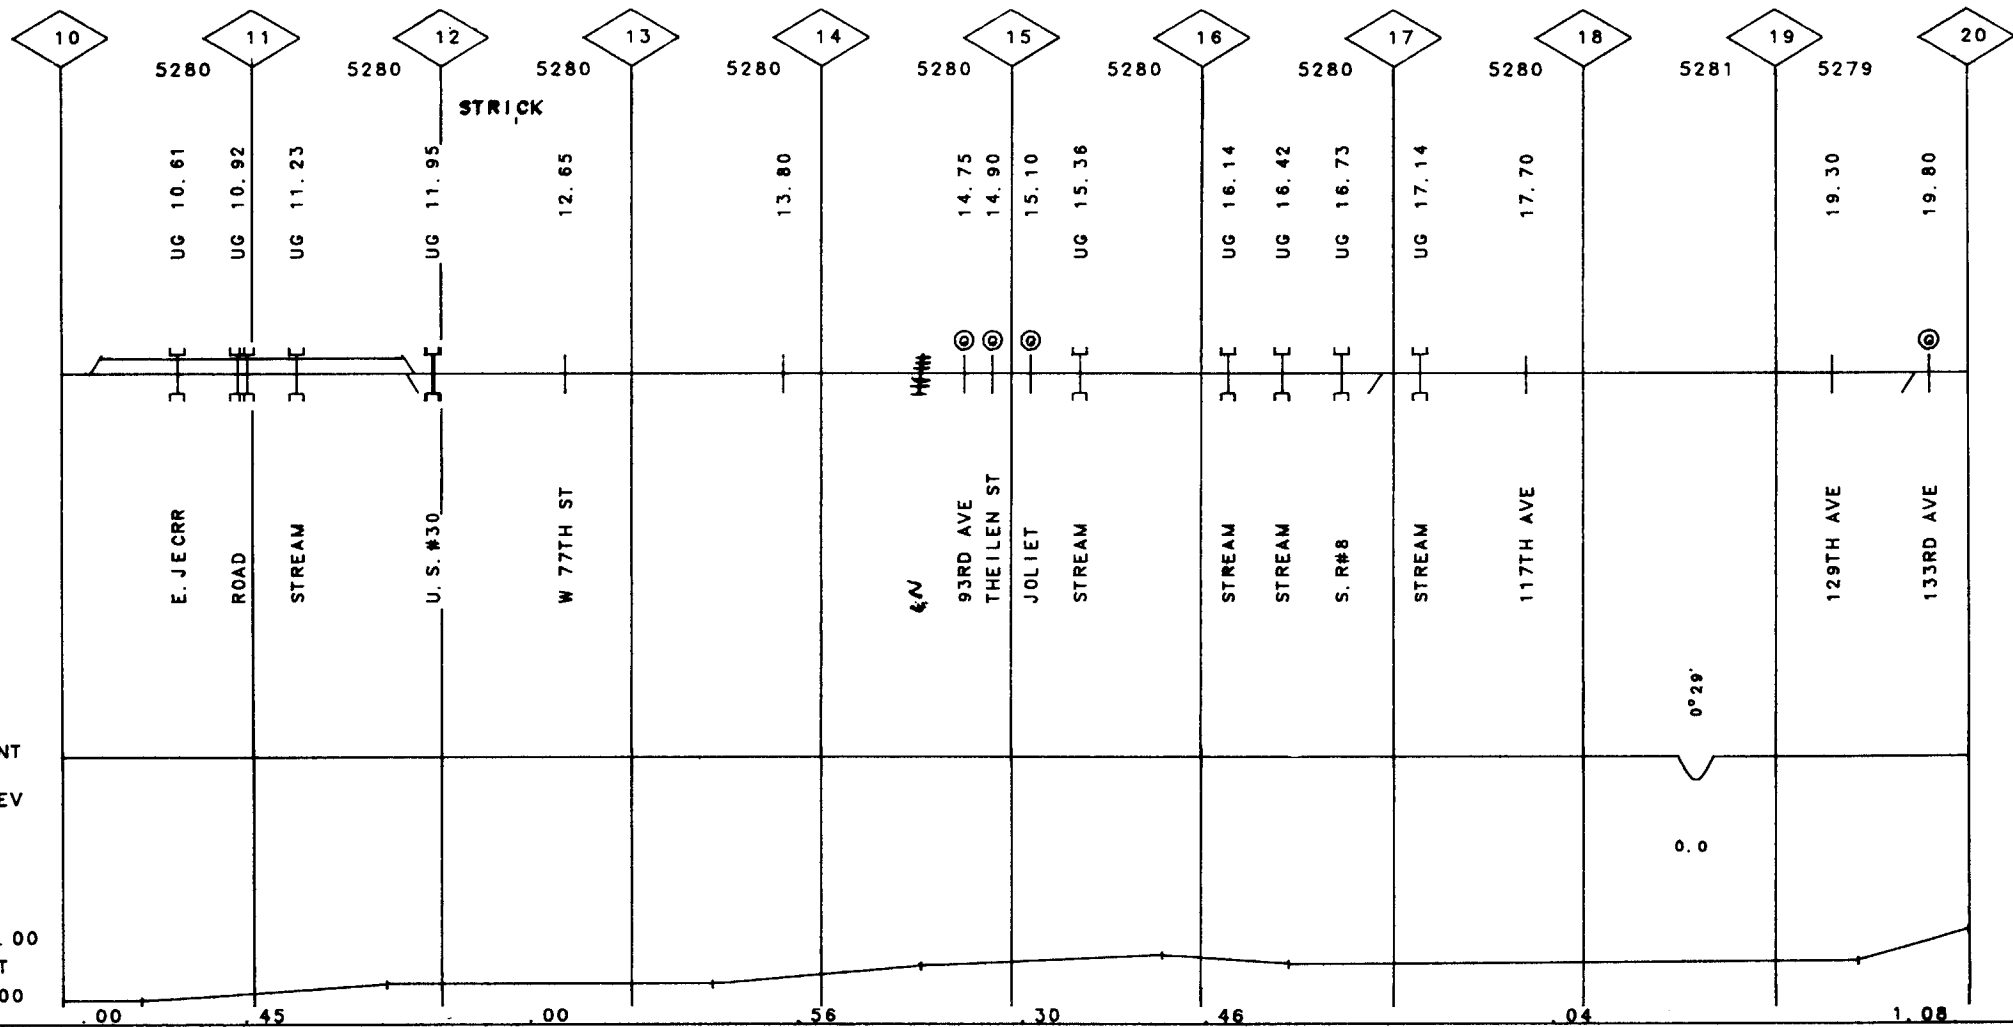 10 11 12 13 14 15 16 17 18 19 20
5280 5280 5280 5280 5280 5280 5280 5280 5281 5279
STRICK
UG 10.61
UG 10.92
UG 11.23
UG 11.95
12.65
13.80
14.75
14.90
15.10
UG 15.36
UG 16.14
UG 16.42
UG 16.73
UG 17.14
17.70
19.30
19.80
E.JECRR
ROAD
STREAM
U.S.#30
W 77TH ST
93RD AVE
THEILEN ST
JOLIET
STREAM
STREAM
STREAM
S.R#8
STREAM
117TH AVE
129TH AVE
133RD AVE
0°29'
NT
EV
0.0
.00
T
00
.00 .45 .00 .56 .30 .46 .04 1.08